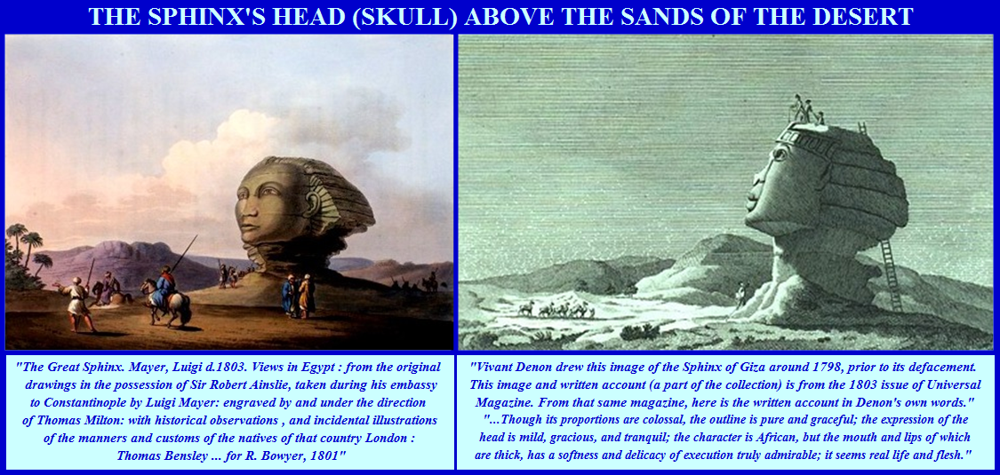 THE SPHINX'S HEAD (SKULL) ABOVE THE SANDS OF THE DESERT
"The Great Sphinx. Mayer, Luigi d.1803. Views in Egypt : from the original
drawings in the possession of Sir Robert Ainslie, taken during his embassy
to Constantinople by Luigi Mayer: engraved by and under the direction
of Thomas Milton: with historical observations , and incidental illustrations
of the manners and customs of the natives of that country London :
Thomas Bensley ... for R. Bowyer, 1801"
"Vivant Denon drew this image of the Sphinx of Giza around 1798, prior to its defacement.
This image and written account (a part of the collection) is from the 1803 issue of Universal
Magazine. From that same magazine, here is the written account in Denon's own words."
"...Though its proportions are colossal, the outline is pure and graceful; the expression of the
head is mild, gracious, and tranquil; the character is African, but the mouth and lips of which
are thick, has a softness and delicacy of execution truly admirable; it seems real life and flesh."